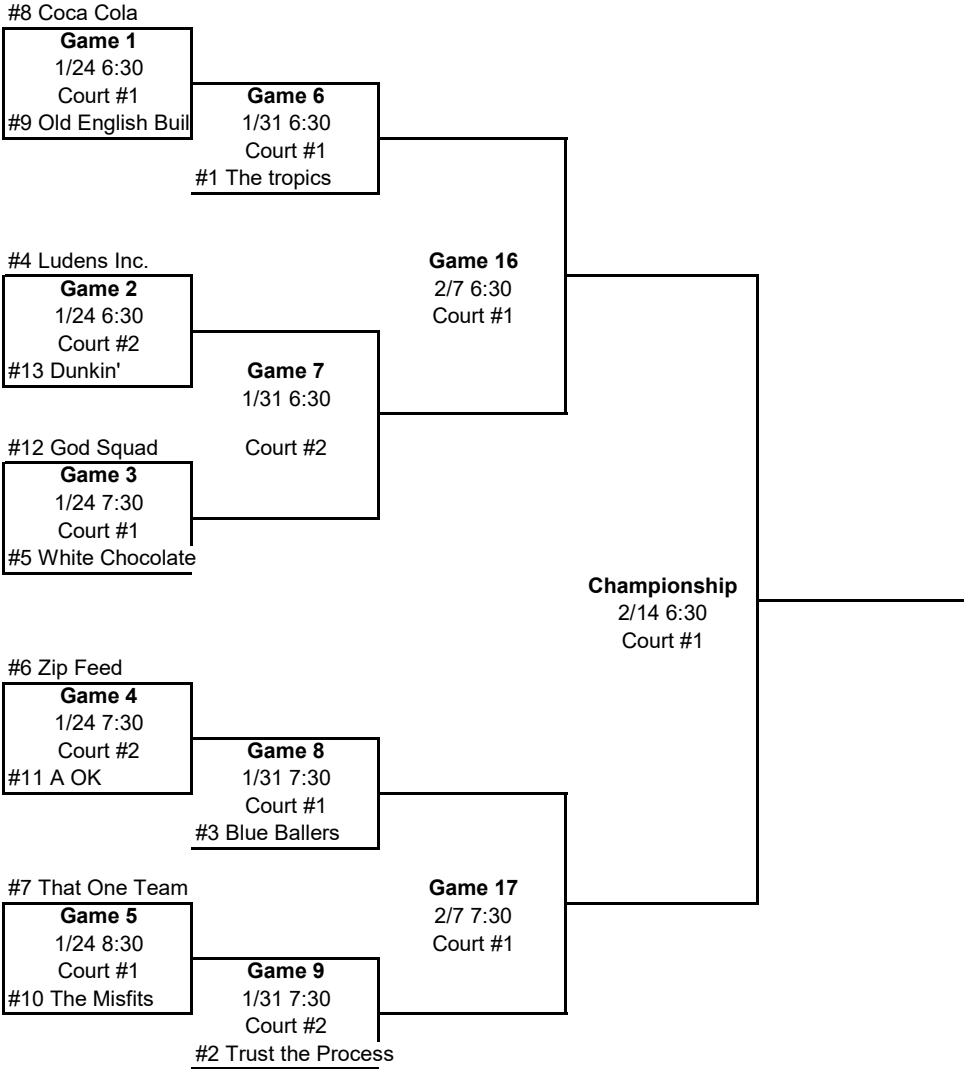 #8 Coca Cola
Game 1
1/24 6:30
Court #1
#9 Old English Buil
Game 6
1/31 6:30
Court #1
#1 The tropics
#4 Ludens Inc.
Game 2
1/24 6:30
Court #2
#13 Dunkin'
Game 7
1/31 6:30
Court #2
#12 God Squad
Game 3
1/24 7:30
Court #1
#5 White Chocolate
Game 16
2/7 6:30
Court #1
Championship
2/14 6:30
Court #1
#6 Zip Feed
Game 4
1/24 7:30
Court #2
#11 A OK
Game 8
1/31 7:30
Court #1
#3 Blue Ballers
#7 That One Team
Game 5
1/24 8:30
Court #1
#10 The Misfits
Game 9
1/31 7:30
Court #2
#2 Trust the Process
Game 17
2/7 7:30
Court #1